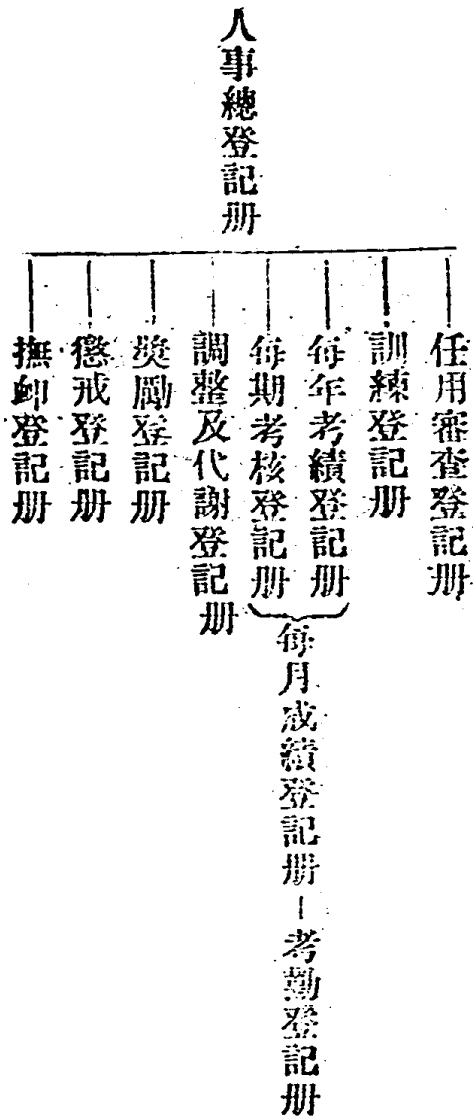 人事總登記册
任用審查登記册
訓練登記册
每年考績登記册
每期考核登記册
每月成績登記册－考勤登記册
調整及代謝登記册
奬勵登記册
懲戒登記册
撫卹登記册